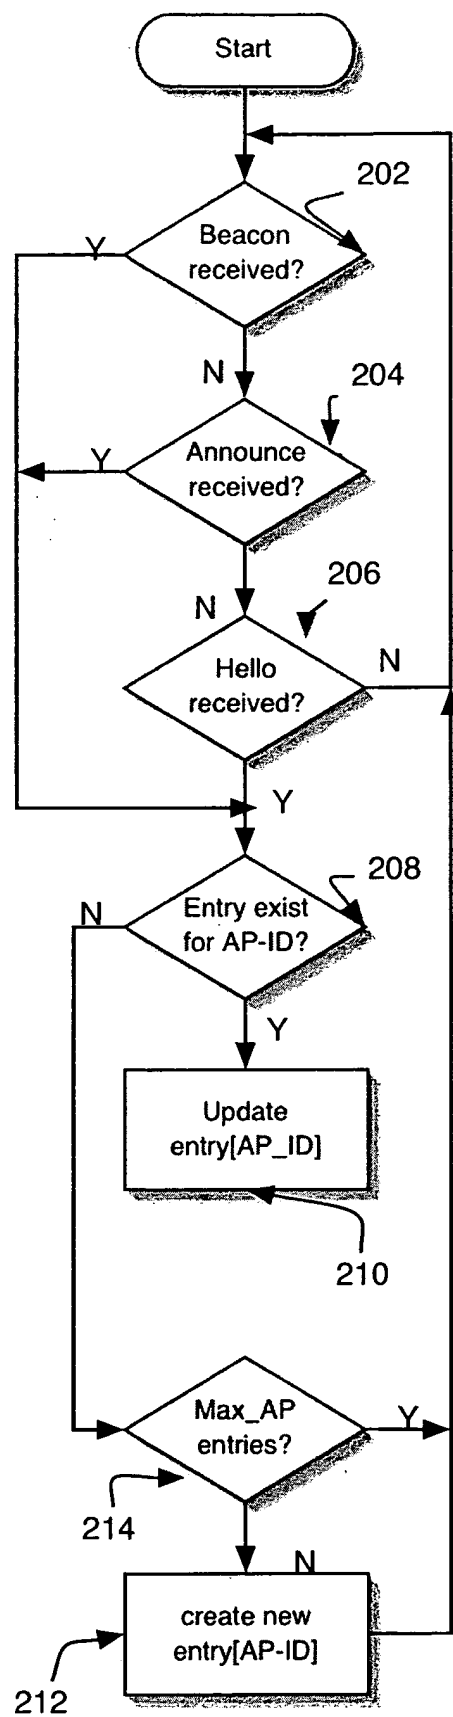 Start
202
Y
Beacon
received?
N
204
Y
Announce
received?
206
N
Hello
received?
N
Y
208
N
Entry exist
for AP-ID?
Y
Update
entry[AP_ID]
210
Max_AP
entries?
Y
214
N
create new
entry[AP-ID]
212